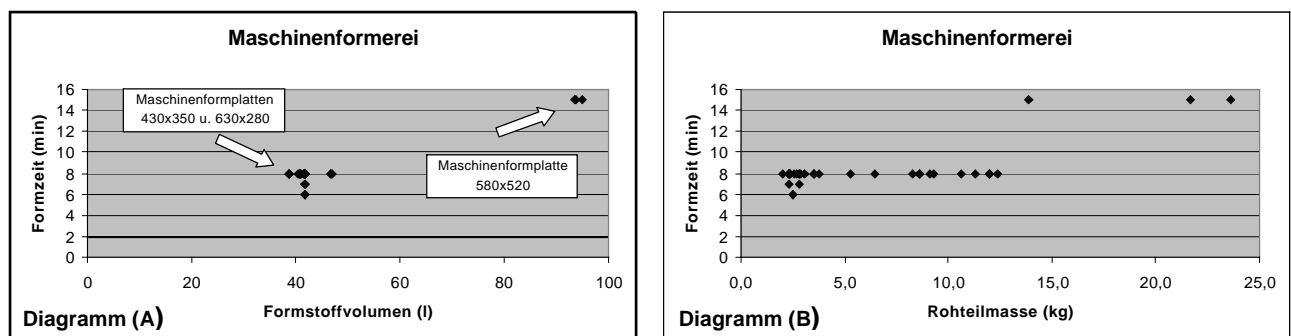 Maschinenformerei
Formzeit (min)
16
14
12
10
8
6
4
2
0
Maschinenformplatten
430x350 u. 630x280
Maschinenformplatte
580x520
0 20 40 60 80 100
Formstoffvolumen (l)
Diagramm (A)
Maschinenformerei
Formzeit (min)
16
14
12
10
8
6
4
2
0
0,0 5,0 10,0 15,0 20,0 25,0
Rohteilmasse (kg)
Diagramm (B)